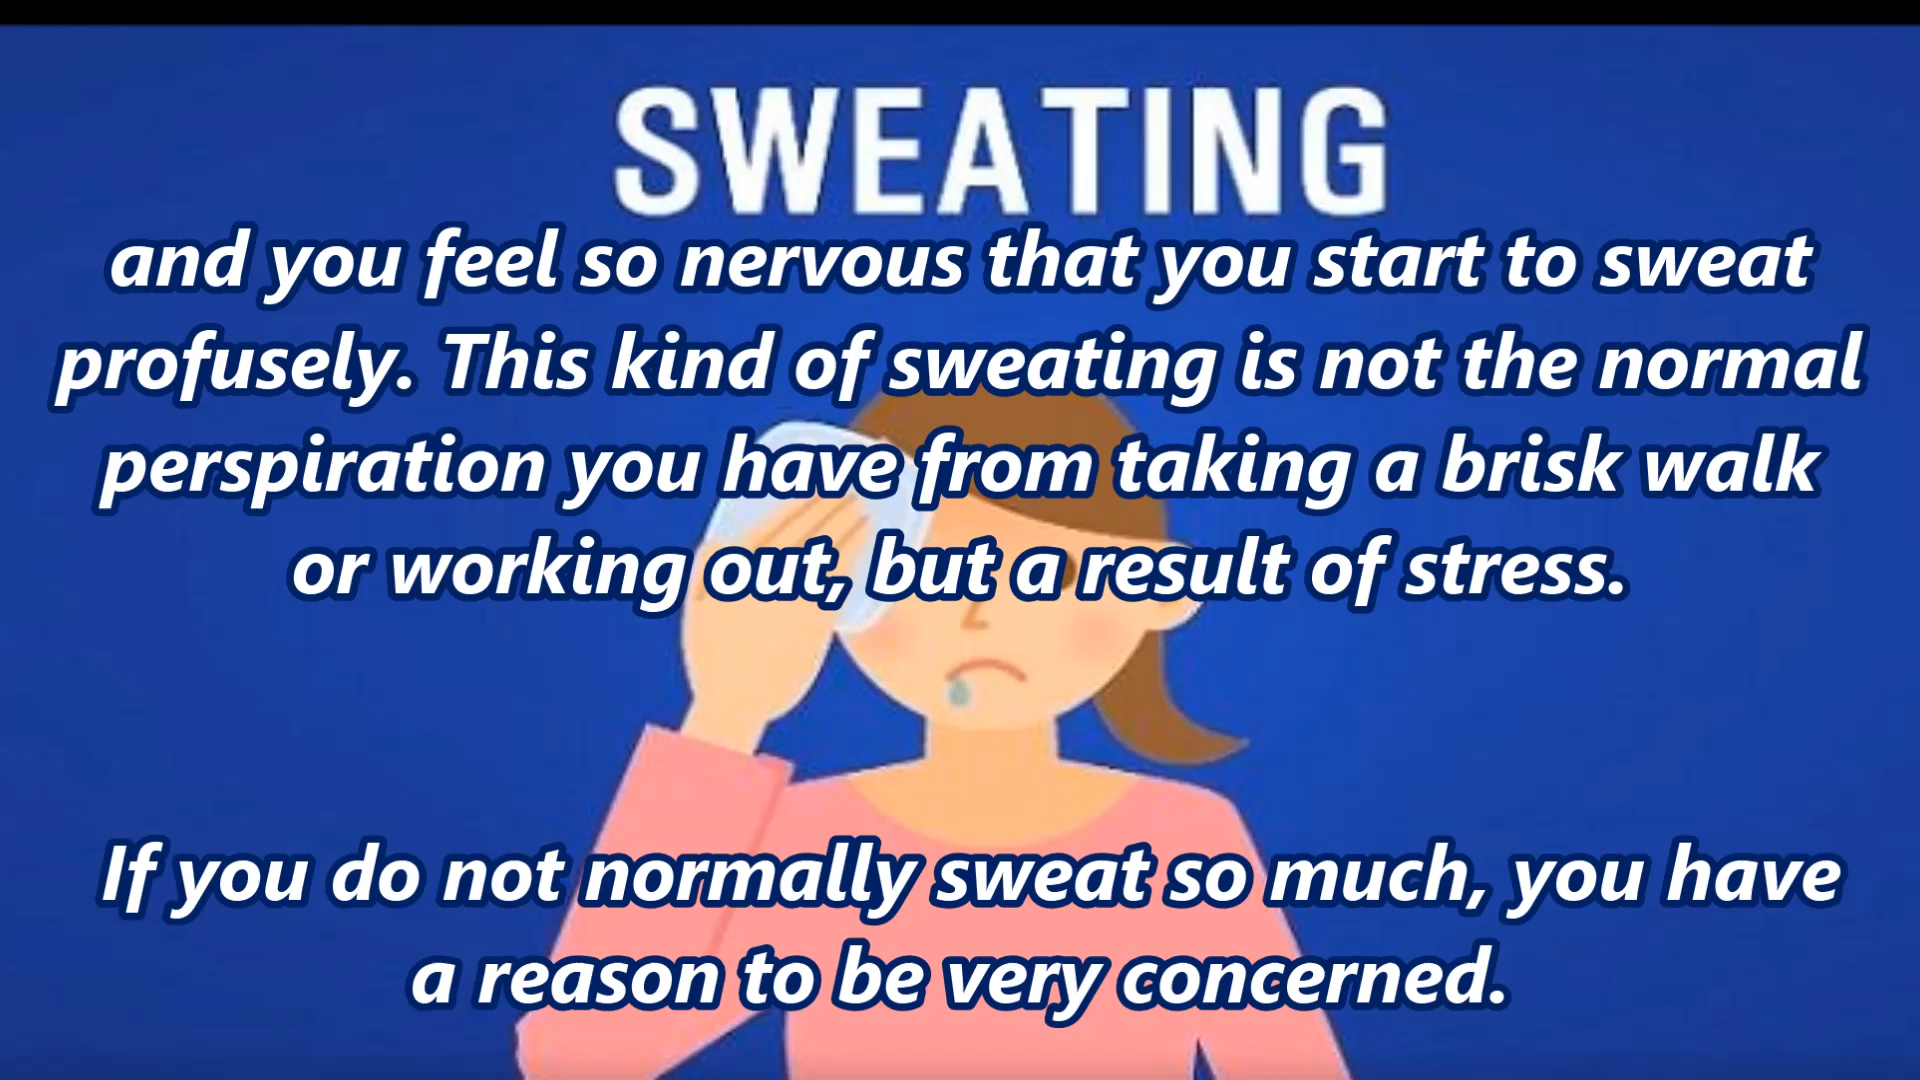 SWEATING
and you feel so nervous that you start to sweat
profusely. This kind of sweating is not the normal
perspiration you have from taking a brisk walk
or working out, but a result of stress.
If you do not normally sweat so much, you have
a reason to be very concerned.